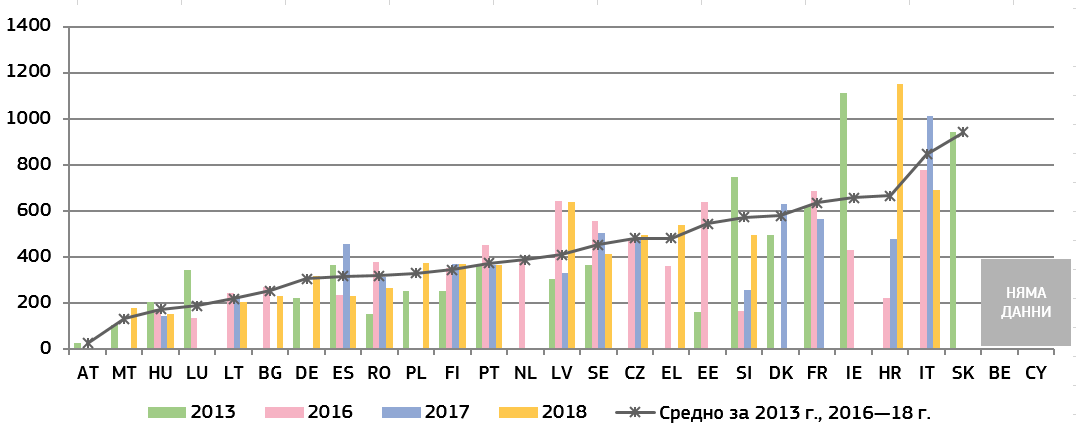 1400
1200
1000
800
600
400
200
0
НЯМА
ДАННИ
AT MT HU LU LT BG DE ES RO PL FI PT NL LV SE CZ EL EE SI DK FR IE HR IT SK BE CY
2013 2016 2017 2018 Средно за 2013 г., 2016—18 г.